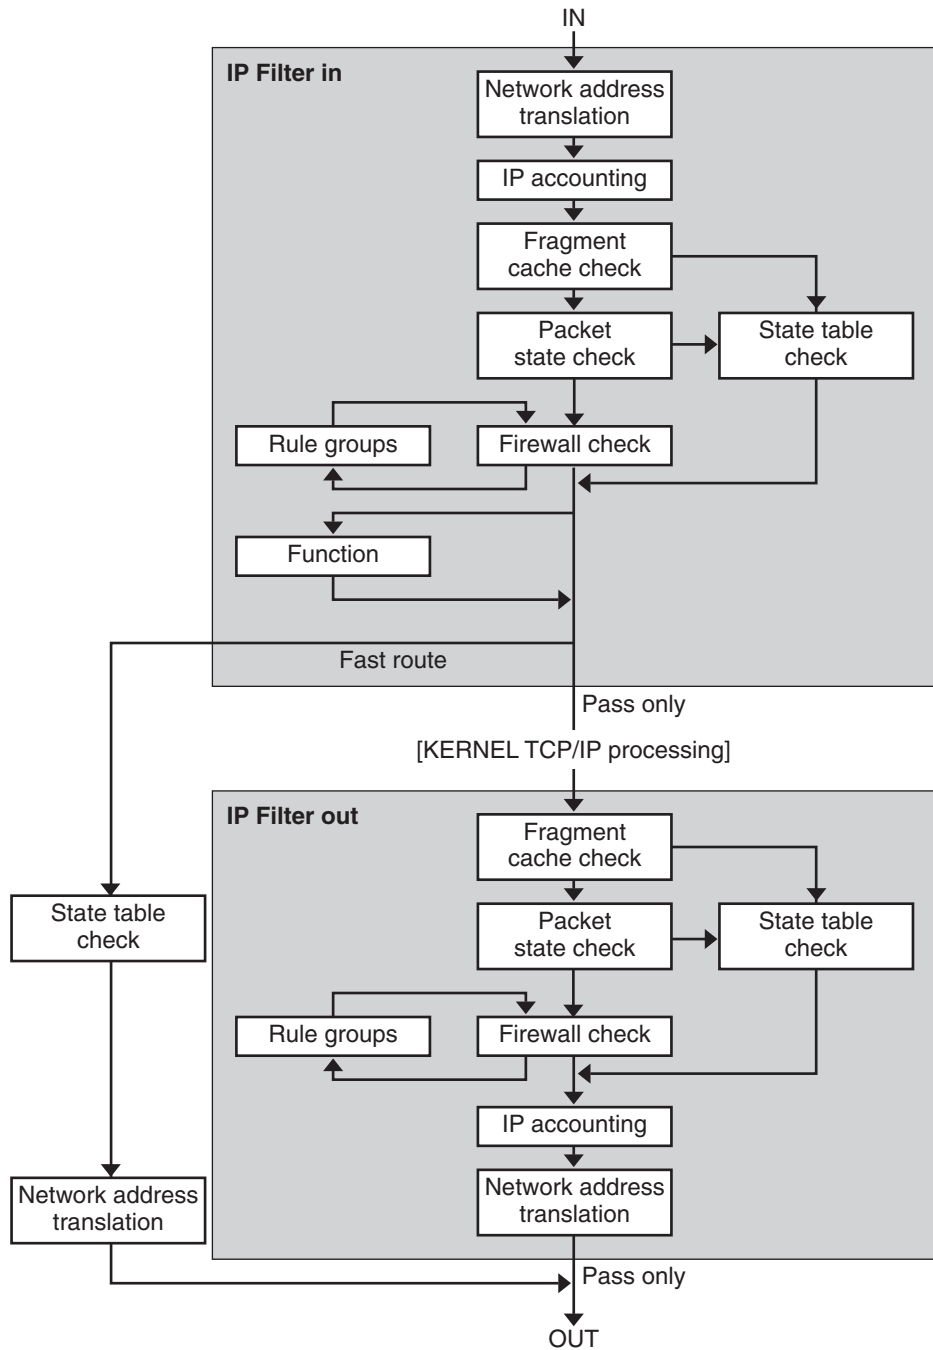 IN
IP Filter in
Network address
translation
IP accounting
Fragment
cache check
Packet
state check
State table
check
Rule groups
Firewall check
Function
Fast route
Pass only
[KERNEL TCP/IP processing]
IP Filter out
Fragment
cache check
State table
check
Packet
state check
State table
check
Rule groups
Firewall check
IP accounting
Network address
translation
Network address
translation
Pass only
OUT